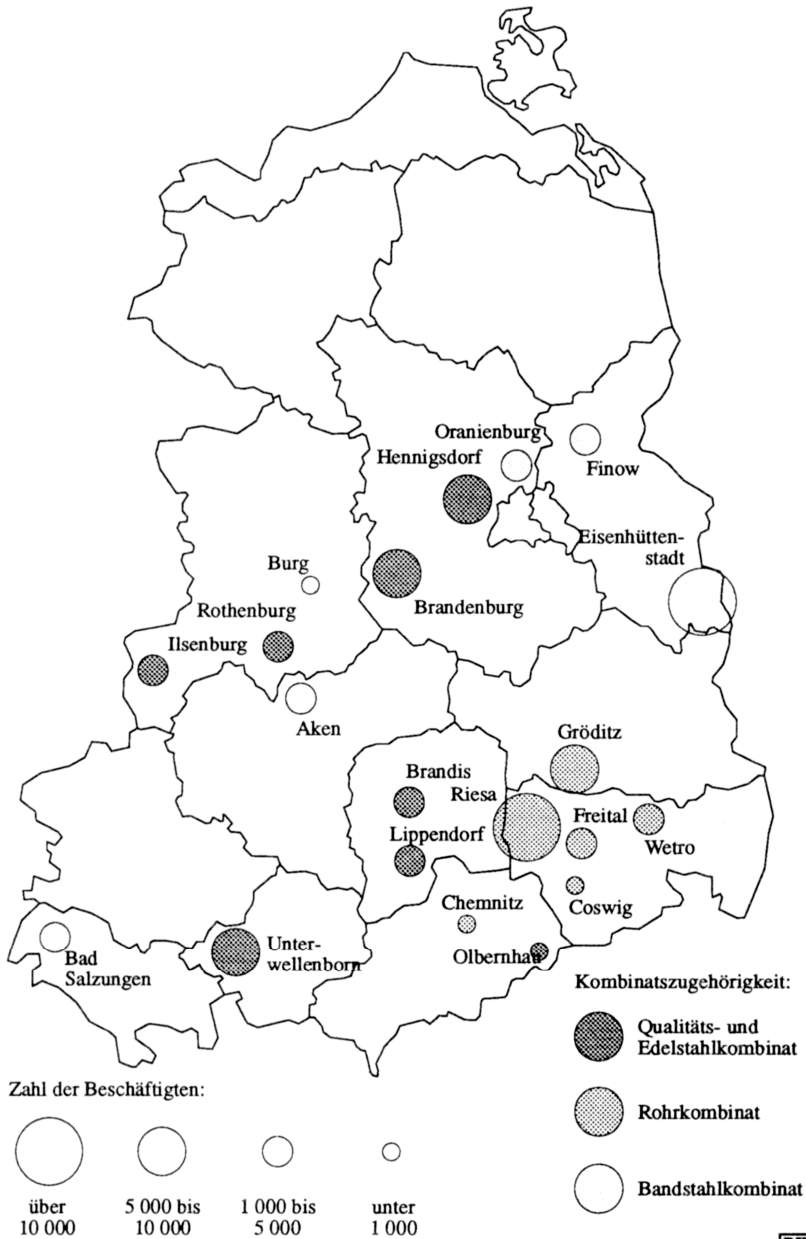 Oranienburg
Hennigsdorf
Finow
Eisenhütten-
stadt
Burg
Brandenburg
Rothenburg
Ilsenburg
Aken
Gröditz
Brandis
Riesa
Freital
Lippendorf
Wetro
Chemnitz
Coswig
Unter-
wellenborn
Olbernhau
Bad
Salzungen
Kombinatszugehörigkeit:
Qualitäts- und
Edelstahlkombinat
Rohrkombinat
Bandstahlkombinat
Zahl der Beschäftigten:
über
10 000
5 000 bis
10 000
1 000 bis
5 000
unter
1 000